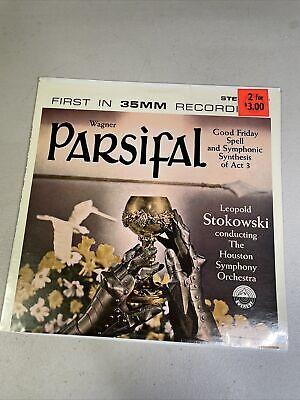 STE
2 for
$3.00
FIRST IN 35MM RECORD
Wagner
PARSIFAL
Good Friday
Spell
and Symphonic
Synthesis
of Act 3
Leopold
Stokowski
conducting
The
Houston
Symphony
Orchestra
EVEREST